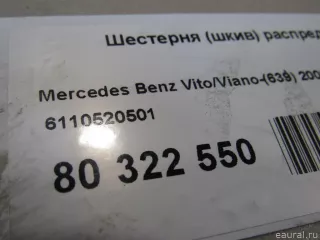 Шестерня (шкив) распред
Mercedes Benz Vito/Viano-(639) 200
6110520501
80 322 550
eaural.ru